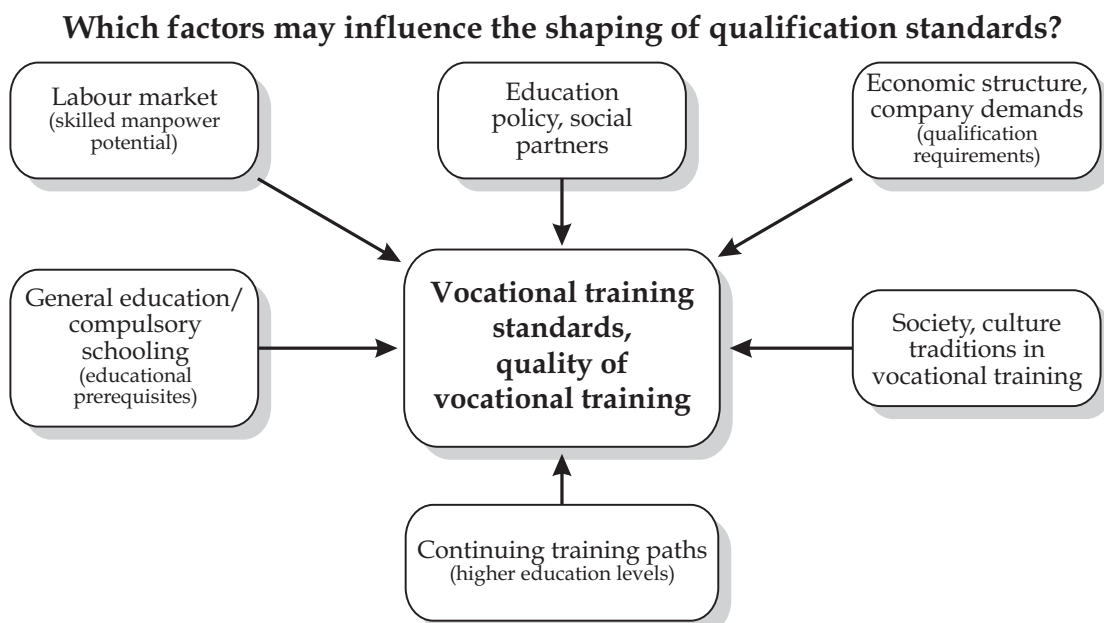 Which factors may influence the shaping of qualification standards?
Labour market
(skilled manpower
potential)
Education
policy, social
partners
Economic structure,
company demands
(qualification
requirements)
General education/
compulsory
schooling
(educational
prerequisites)
Vocational training
standards,
quality of
vocational training
Society, culture
traditions in
vocational training
Continuing training paths
(higher education levels)